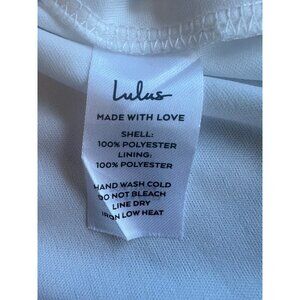 Lulus
MADE WITH LOVE
SHELL:
100% POLYESTER
LINING:
100% POLYESTER
HAND WASH COLD
DO NOT BLEACH
LINE DRY
IRON LOW HEAT